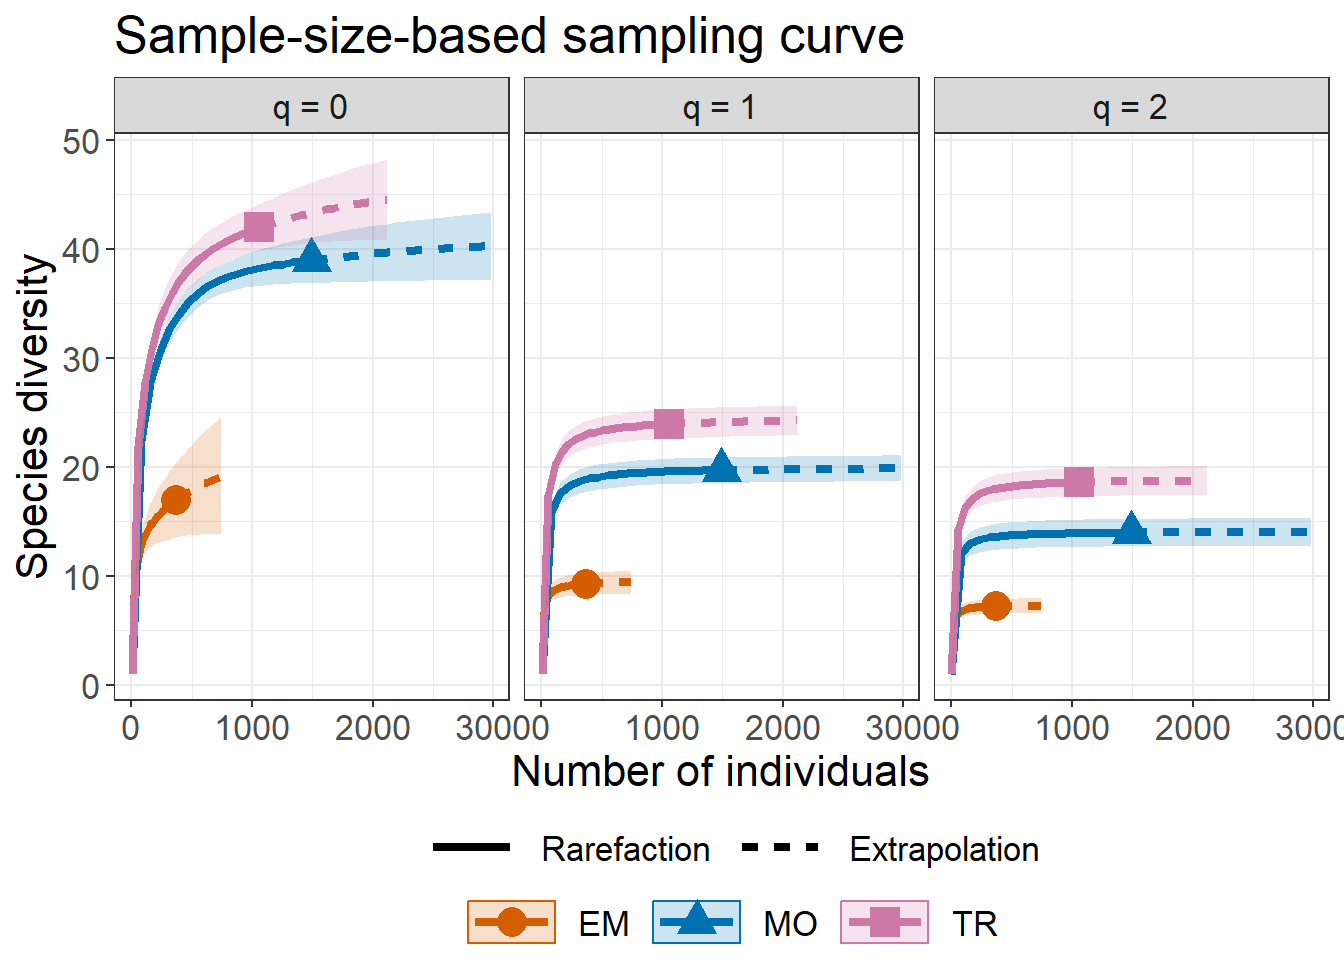 Sample-size-based sampling curve
q = 0 q = 1 q = 2
Species diversity
50
40
30
20
10
0
0 1000 2000 3000 0 1000 2000 3000 0 1000 2000 3000
Number of individuals
Rarefaction Extrapolation
EM MO TR